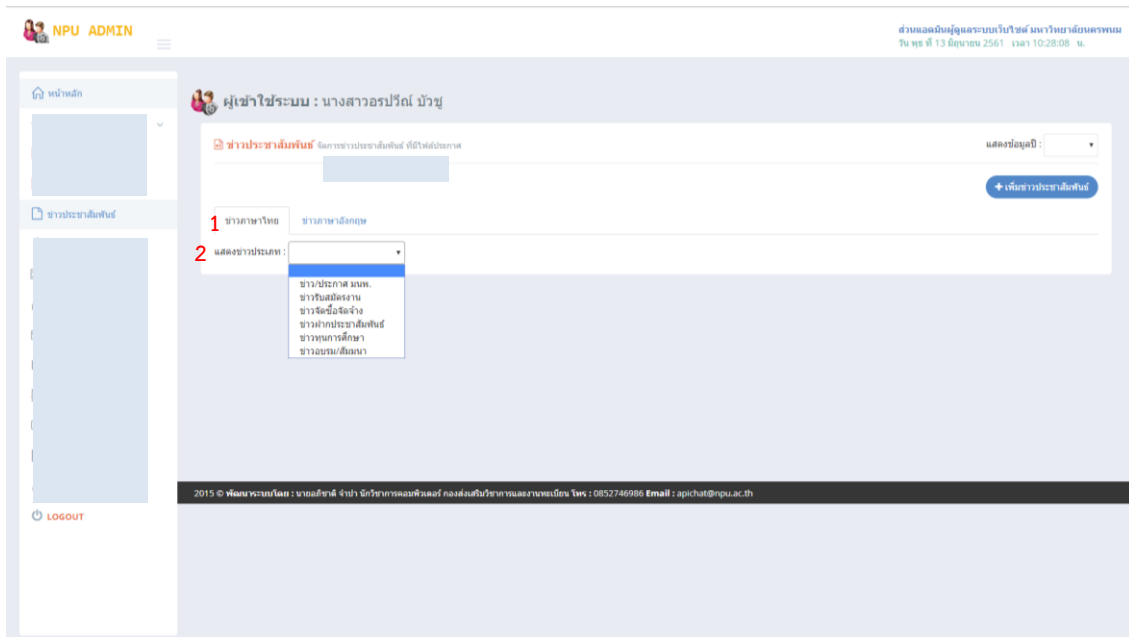 NPU ADMIN
ส่วนแอดมินผู้ดูแลระบบเว็บไซต์ มหาวิทยาลัยนครพนม
วัน พุธ ที่ 13 มิถุนายน 2561 เวลา 10:28:08 น.
หน้าหลัก
ผู้เข้าใช้ระบบ : นางสาวอรปวีณ์ บัวชู
ข่าวประชาสัมพันธ์ จัดการข่าวประชาสัมพันธ์ ที่มีไฟล์ประกาศ
แสดงข้อมูลปี :
+ เพิ่มข่าวประชาสัมพันธ์
ข่าวประชาสัมพันธ์
1 ข่าวภาษาไทย ข่าวภาษาอังกฤษ
2 แสดงข่าวประเภท :
ข่าว/ประกาศ มนพ.
ข่าวรับสมัครงาน
ข่าวจัดซื้อจัดจ้าง
ข่าวฝากประชาสัมพันธ์
ข่าวทุนการศึกษา
ข่าวอบรม/สัมมนา
2015 © พัฒนาระบบโดย : นายอภิชาติ จำปา นักวิชาการคอมพิวเตอร์ กองส่งเสริมวิชาการและงานทะเบียน โทร : 0852746986 Email : apichat@npu.ac.th
LOGOUT